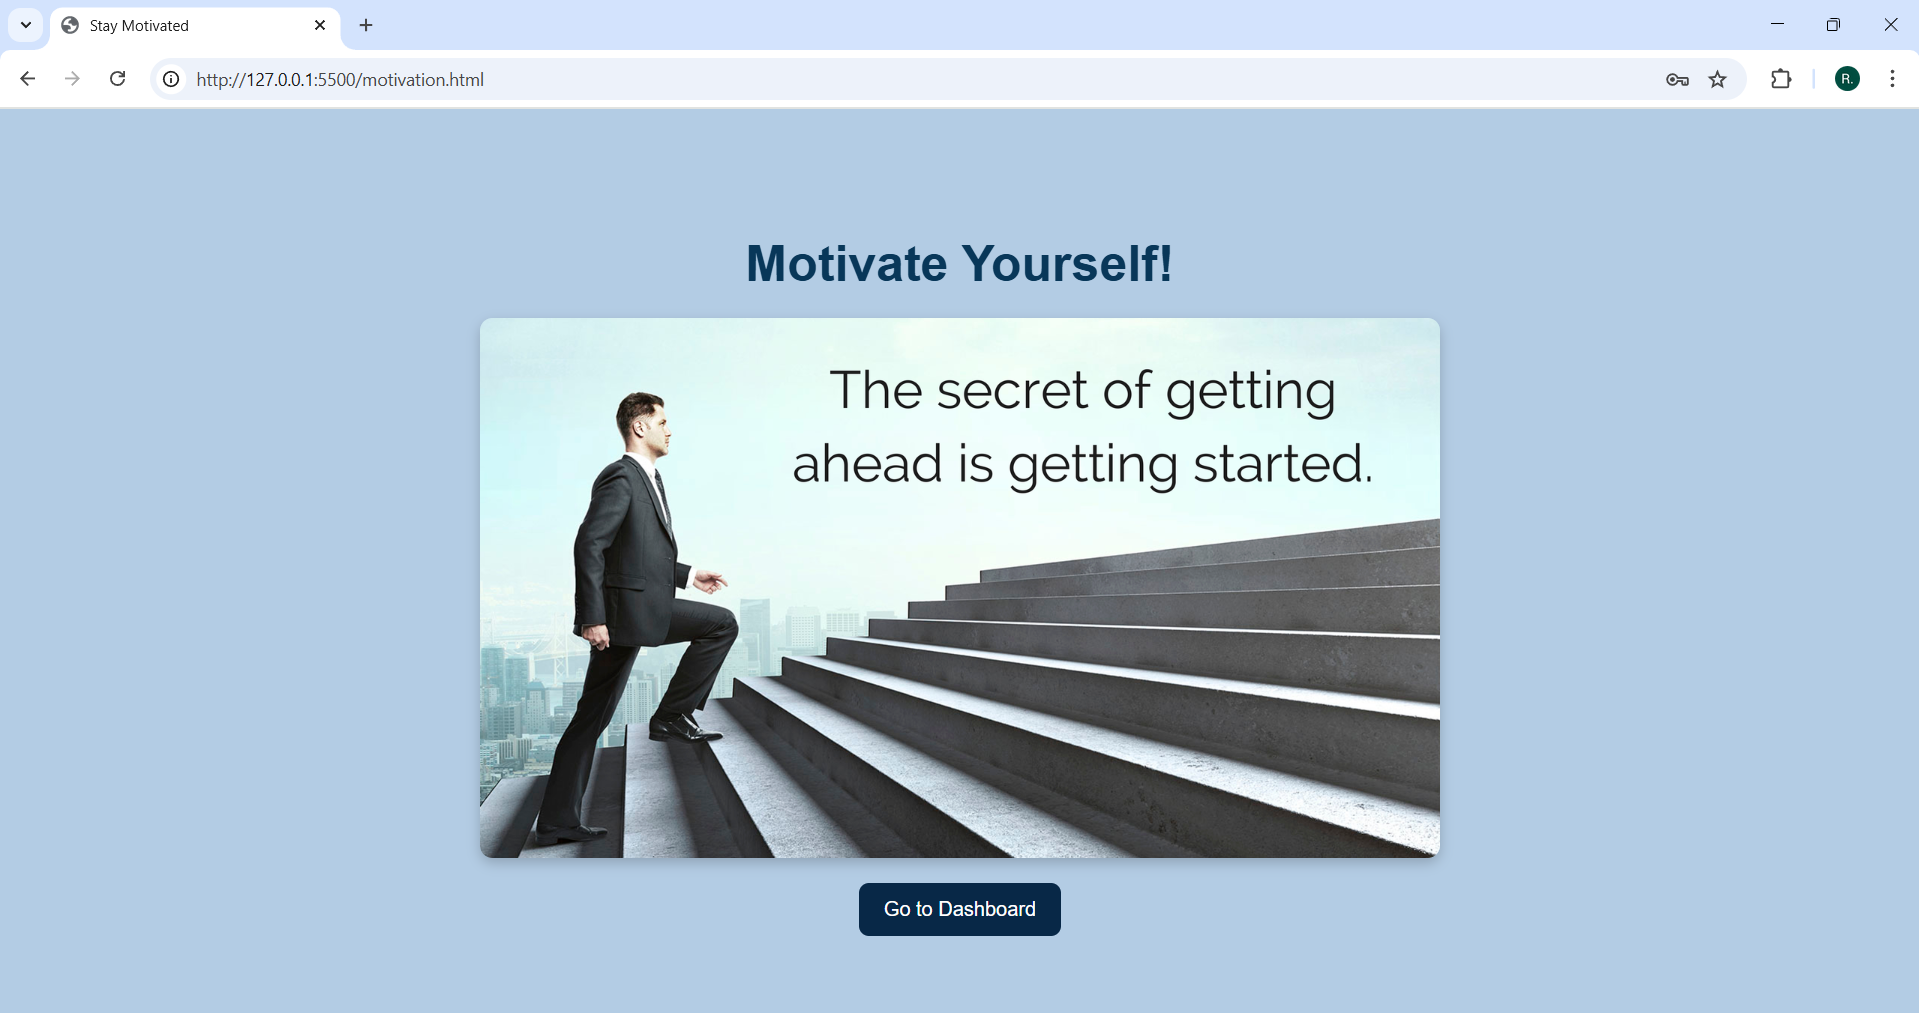 Stay Motivated
http://127.0.0.1:5500/motivation.html
R.
Motivate Yourself!
The secret of getting
ahead is getting started.
Go to Dashboard